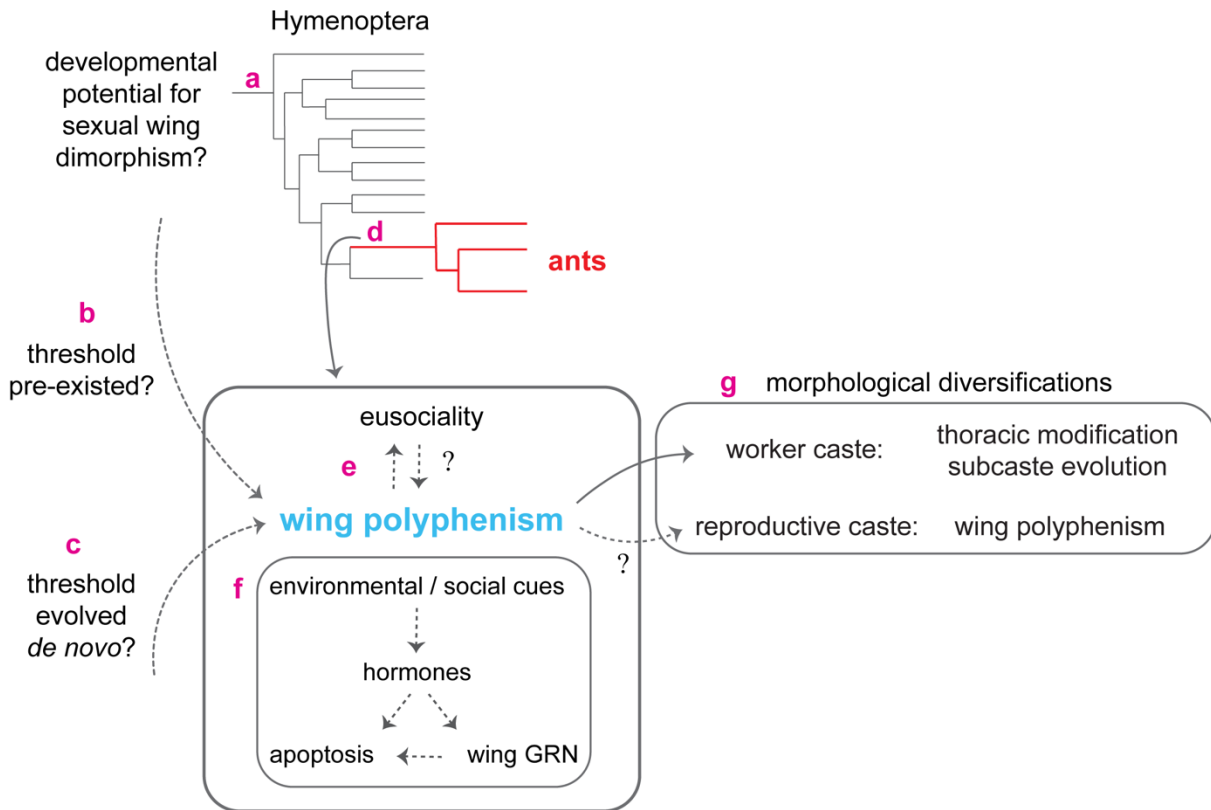 Hymenoptera
developmental
potential for
sexual wing
dimorphism?
a
d
ants
b
threshold
pre-existed?
c
threshold
evolved
de novo?
eusociality
e
?
wing polyphenism
f
environmental / social cues
hormones
apoptosis
wing GRN
g morphological diversifications
worker caste: thoracic modification
subcaste evolution
reproductive caste: wing polyphenism
?